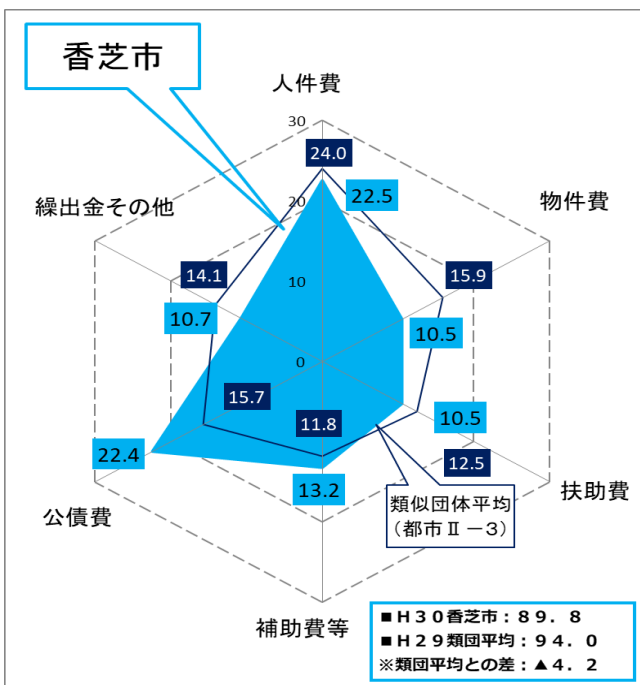 香芝市
人件費
30
24.0
22.5
20
繰出金その他
物件費
14.1
15.9
10
10.7
10.5
0
15.7
11.8
10.5
22.4
12.5
13.2
扶助費
公債費
類似団体平均
（都市Ⅱ－3）
補助費等
■H30香芝市：89.8
■H29類団平均：94.0
※類団平均との差：▲4.2